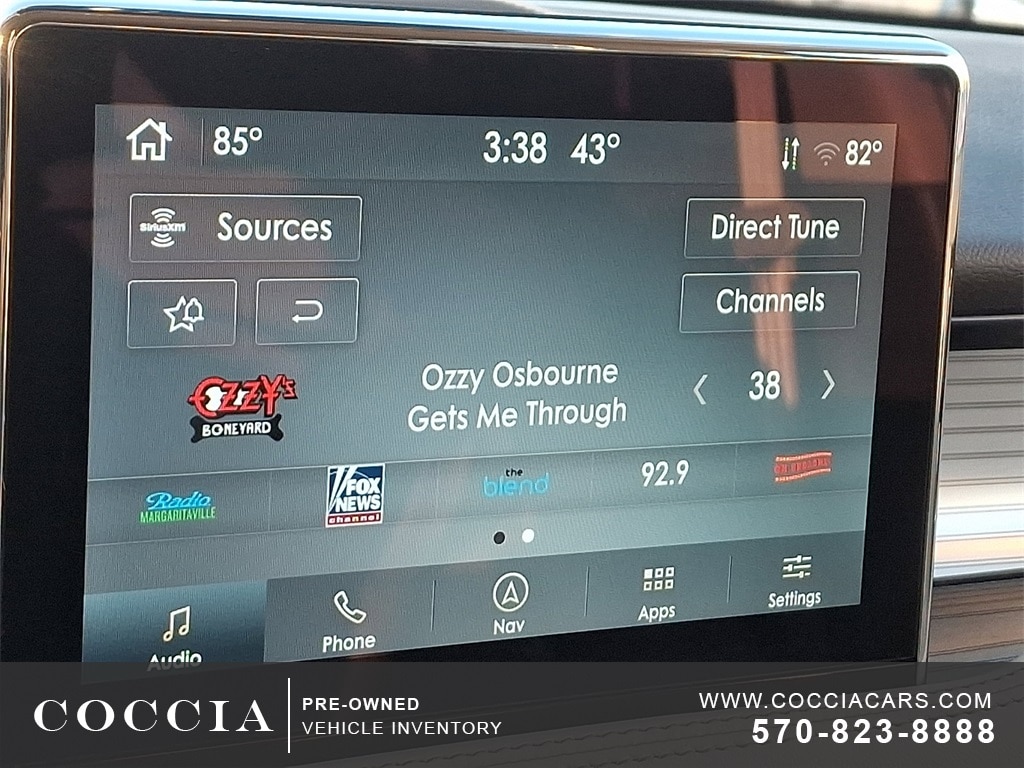 85°
3:38 43°
82°
SiriusXM
Sources
Direct Tune
Channels
Ozzy Osbourne
Gets Me Through
38
OZZY'S
BONEYARD
Radio
MARGARITAVILLE
FOX
NEWS
channel
the
blend
92.9
Audio
Phone
Nav
Apps
Settings
COCCIA
PRE-OWNED
VEHICLE INVENTORY
WWW.COCCIACARS.COM
570-823-8888